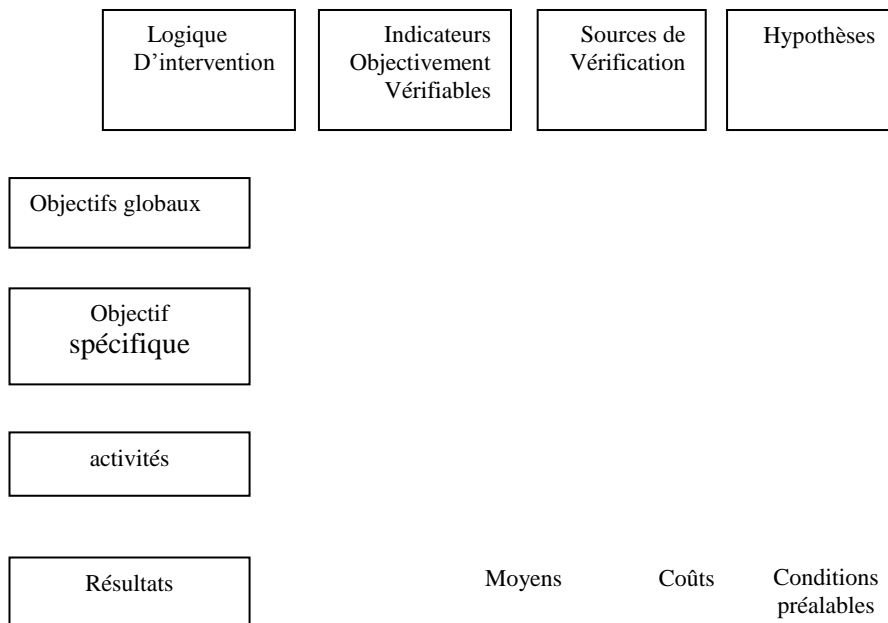 Logique
D’intervention
Indicateurs
Objectivement
Vérifiables
Sources de
Vérification
Hypothèses
Objectifs globaux
Objectif
spécifique
activités
Résultats
Moyens
Coûts
Conditions
préalables